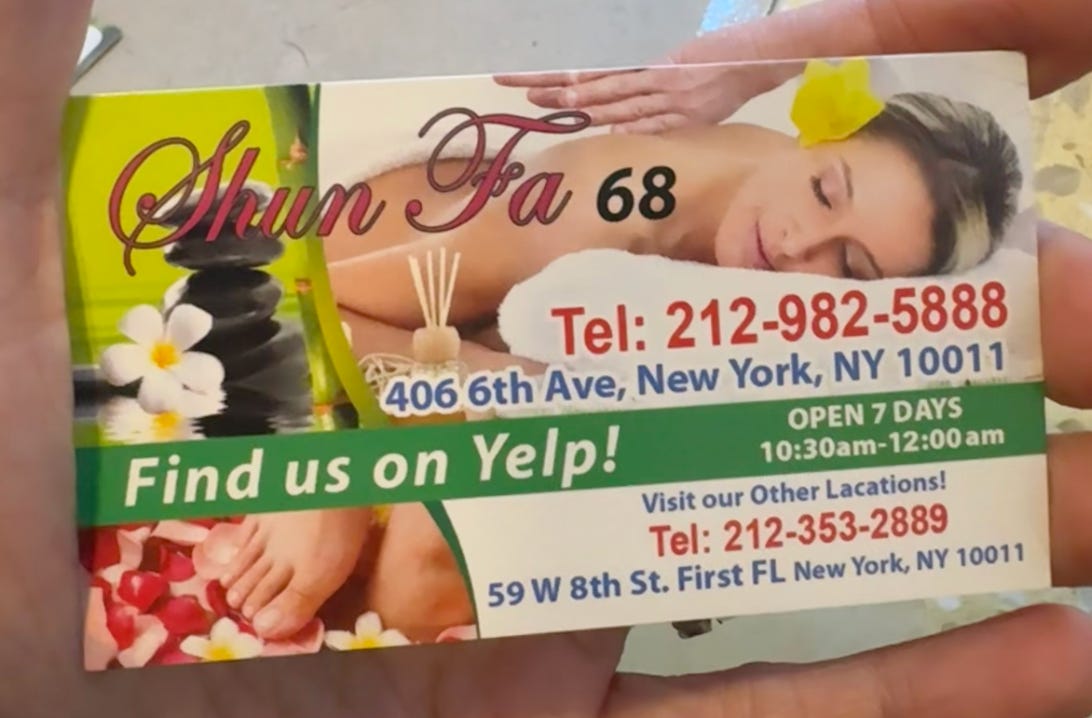 Shun Fa 68
Tel: 212-982-5888
406 6th Ave, New York, NY 10011
Find us on Yelp!
OPEN 7 DAYS
10:30am-12:00am
Visit our Other Lacations!
Tel: 212-353-2889
59 W 8th St. First FL New York, NY 10011